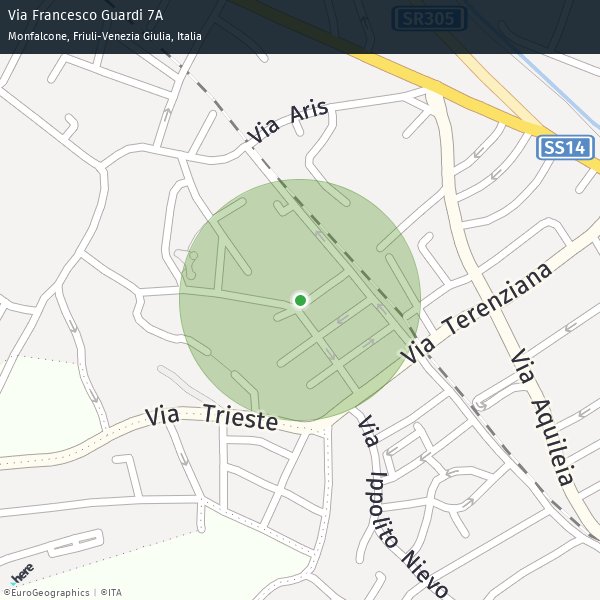 Via Francesco Guardi 7A
Monfalcone, Friuli-Venezia Giulia, Italia
SR305
Via Aris
SS14
Via Terenziana
Via Aquileia
Via Trieste
Via Ippolito Nievo
here
©EuroGeographics | ©ITA